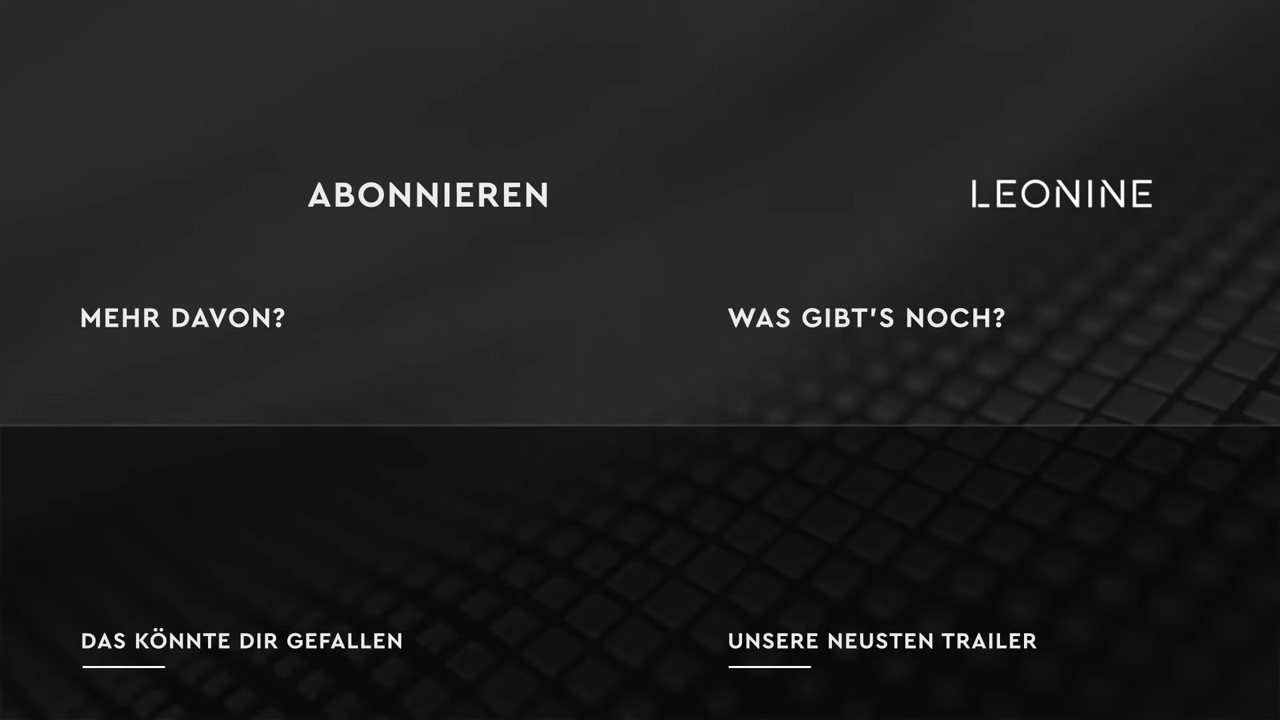 ABONNIEREN
LEONINE
MEHR DAVON?
WAS GIBT'S NOCH?
DAS KÖNNTE DIR GEFALLEN
UNSERE NEUSTEN TRAILER